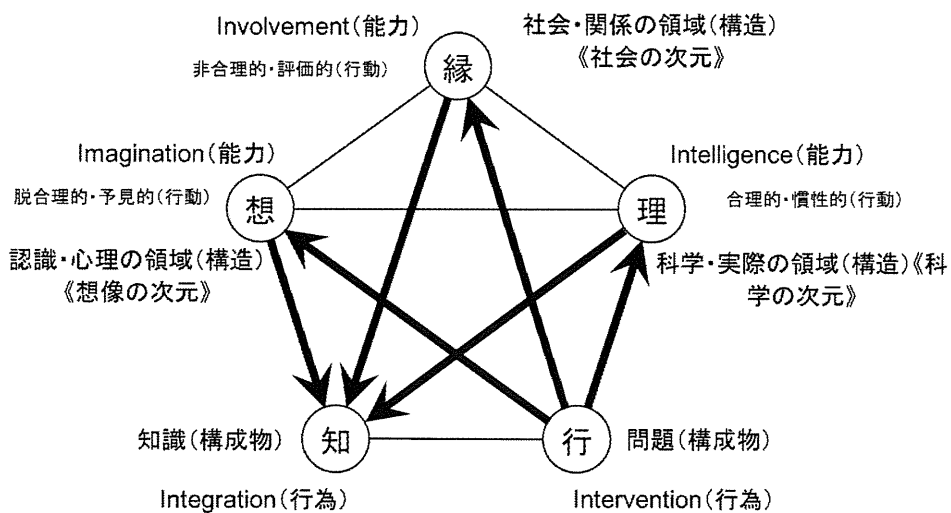 Involvement(能力)
社会・関係の領域(構造)
《社会の次元》
非合理的・評価的(行動)
縁
Imagination(能力)
脱合理的・予見的(行動)
想
認識・心理の領域(構造)
《想像の次元》
Intelligence(能力)
合理的・慣性的(行動)
理
科学・実際の領域(構造)《科
学の次元》
知識(構成物)
知
行
問題(構成物)
Integration(行為)
Intervention(行為)